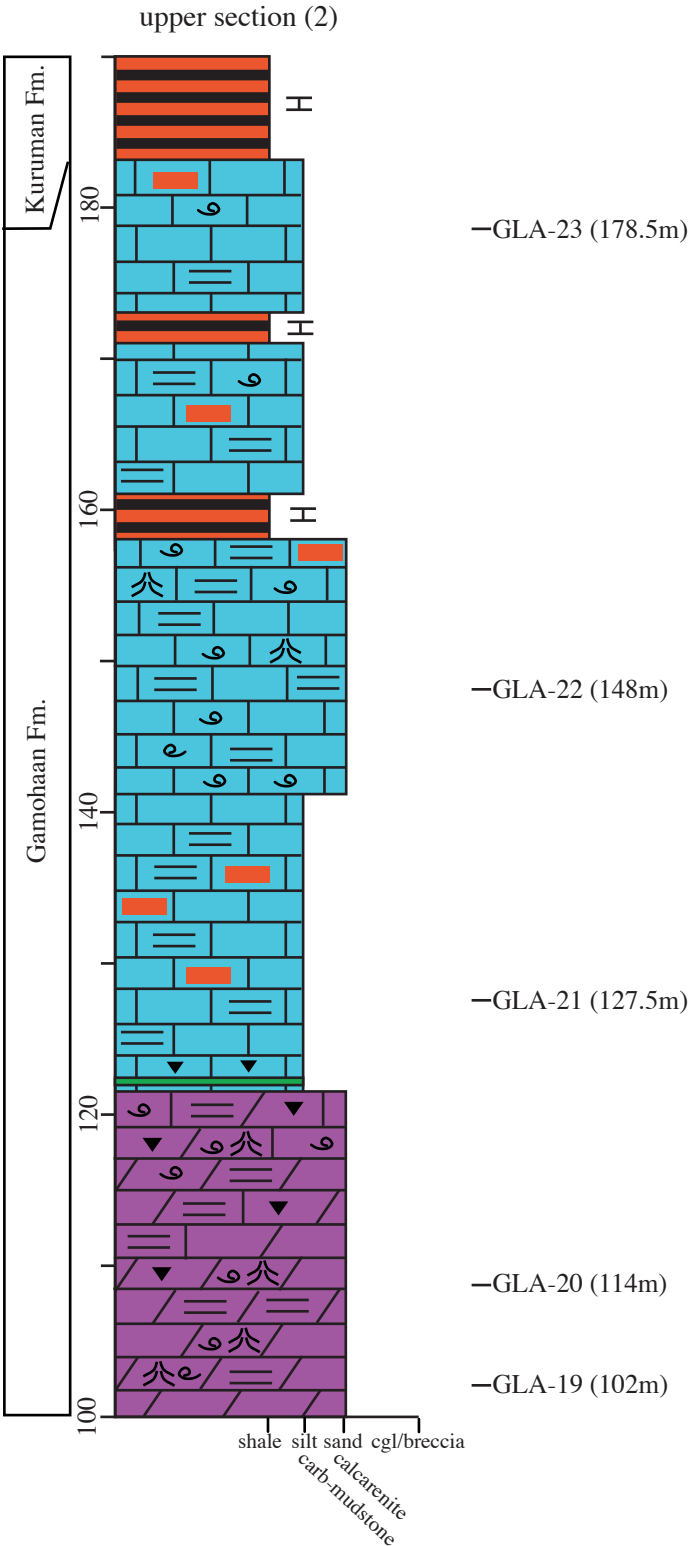 upper section (2)
Kuruman Fm.
180
GLA-23 (178.5m)
160
GLA-22 (148m)
Gamohaan Fm.
140
GLA-21 (127.5m)
120
GLA-20 (114m)
GLA-19 (102m)
100
shale silt sand cgl/breccia
calcarenite
carb-mudstone